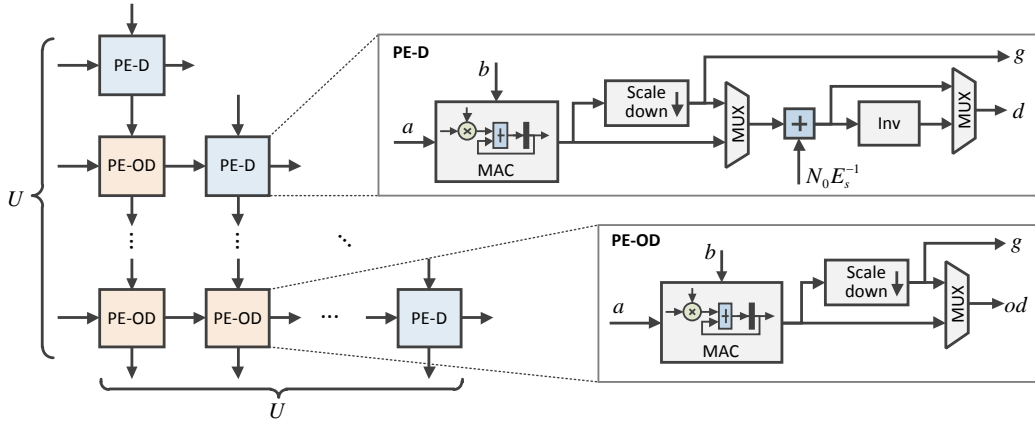 PE-D
PE-OD
PE-D
U
⋮
⋮
⋱
PE-OD
PE-OD
...
PE-D
U
PE-D
b
a
MAC
Scale
down
MUX
g
+
N₀Eₛ⁻¹
Inv
MUX
d
PE-OD
b
a
MAC
Scale
down
MUX
g
od